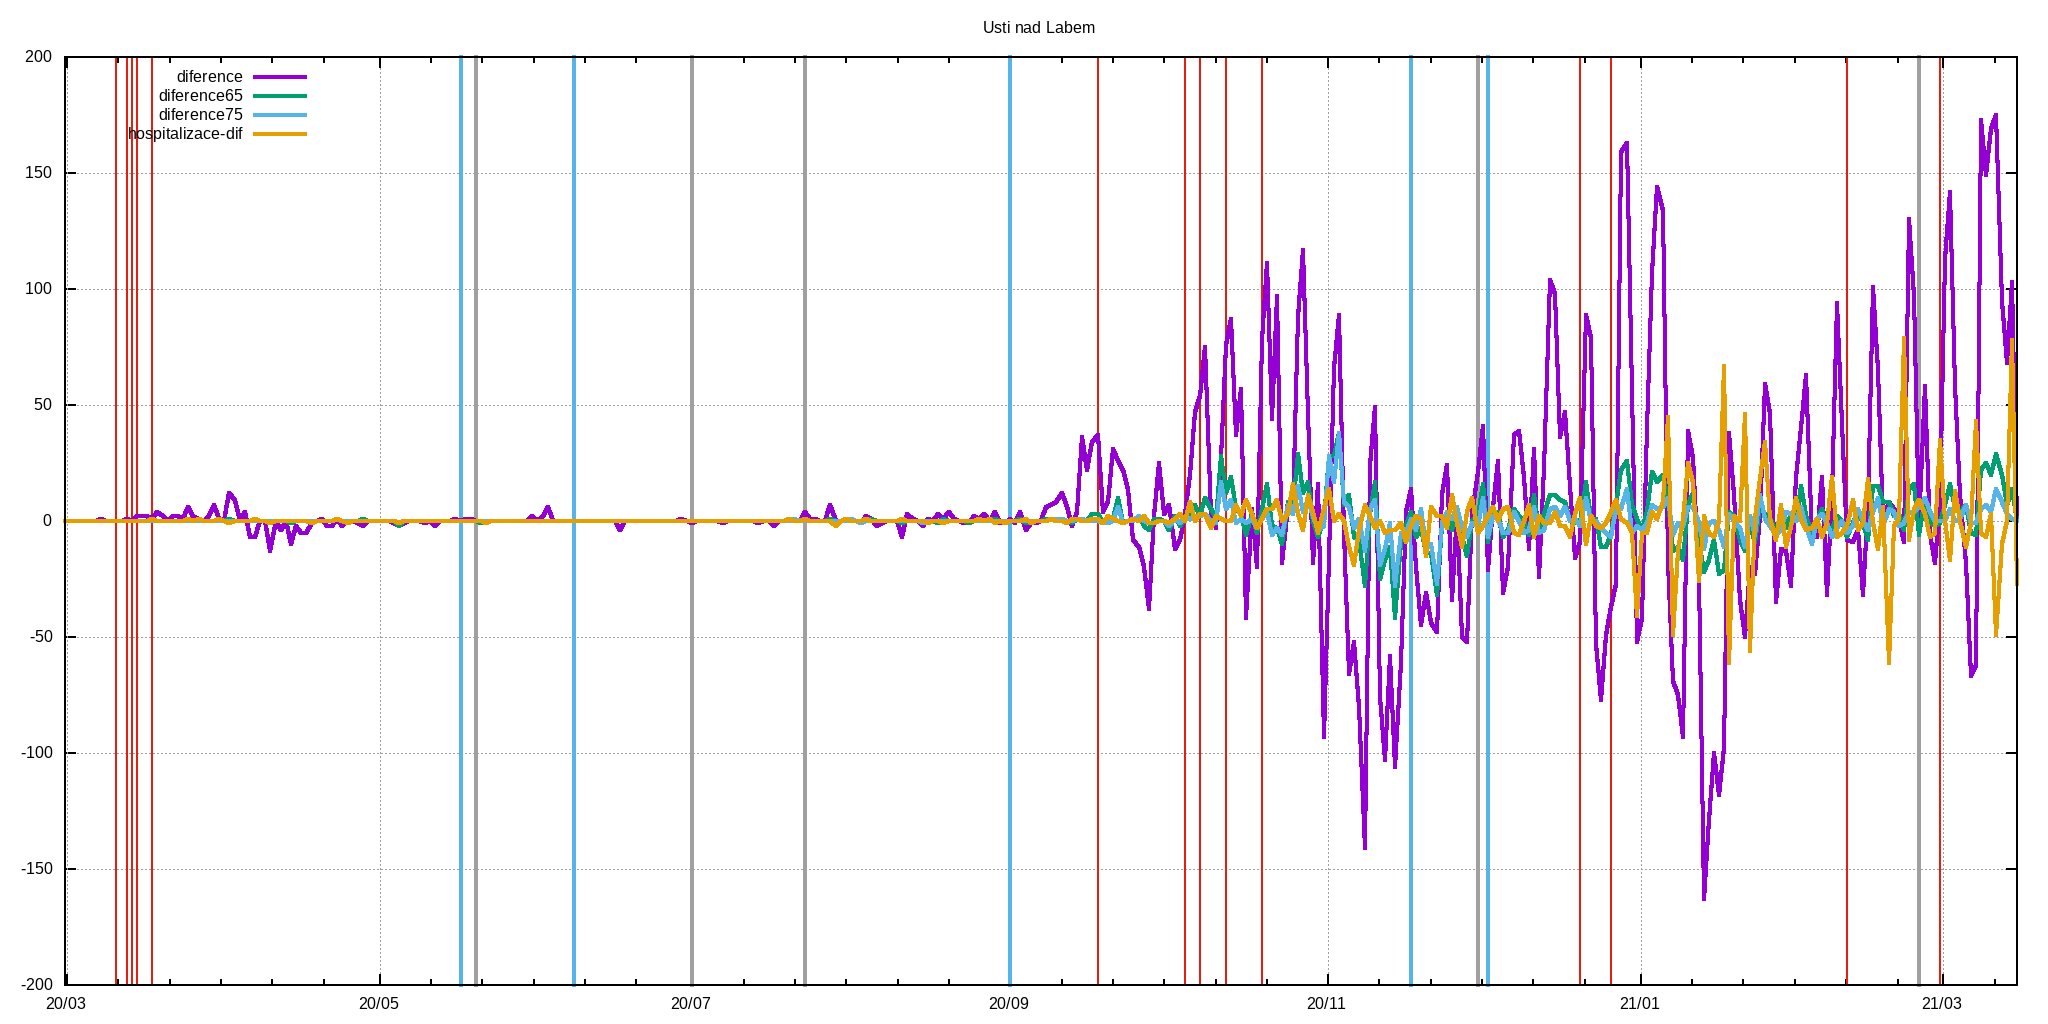 Usti nad Labem
200
150
100
50
0
-50
-100
-150
-200
diference
diference65
diference75
hospitalizace-dif
20/03 20/05 20/07 20/09 20/11 21/01 21/03